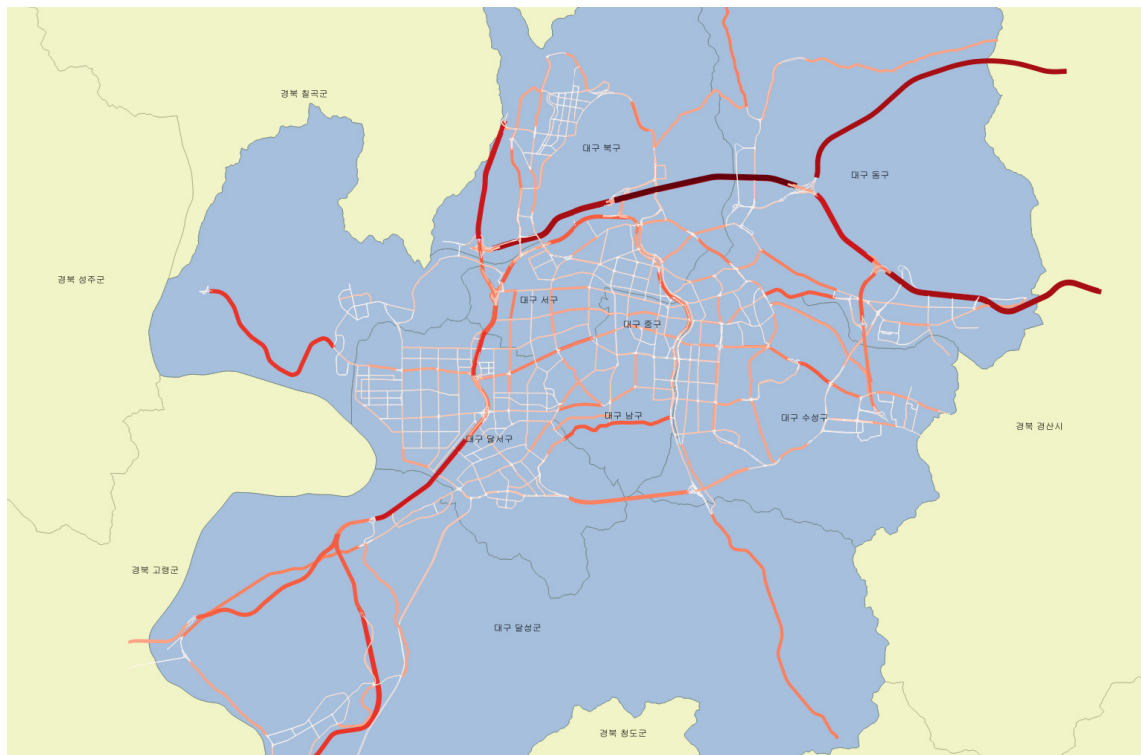 경북 칠곡군
대구 북구
대구 동구
경북 성주군
대구 서구
대구 중구
대구 남구
대구 수성구
경북 경산시
대구 달서구
경북 고령군
대구 달성군
경북 청도군